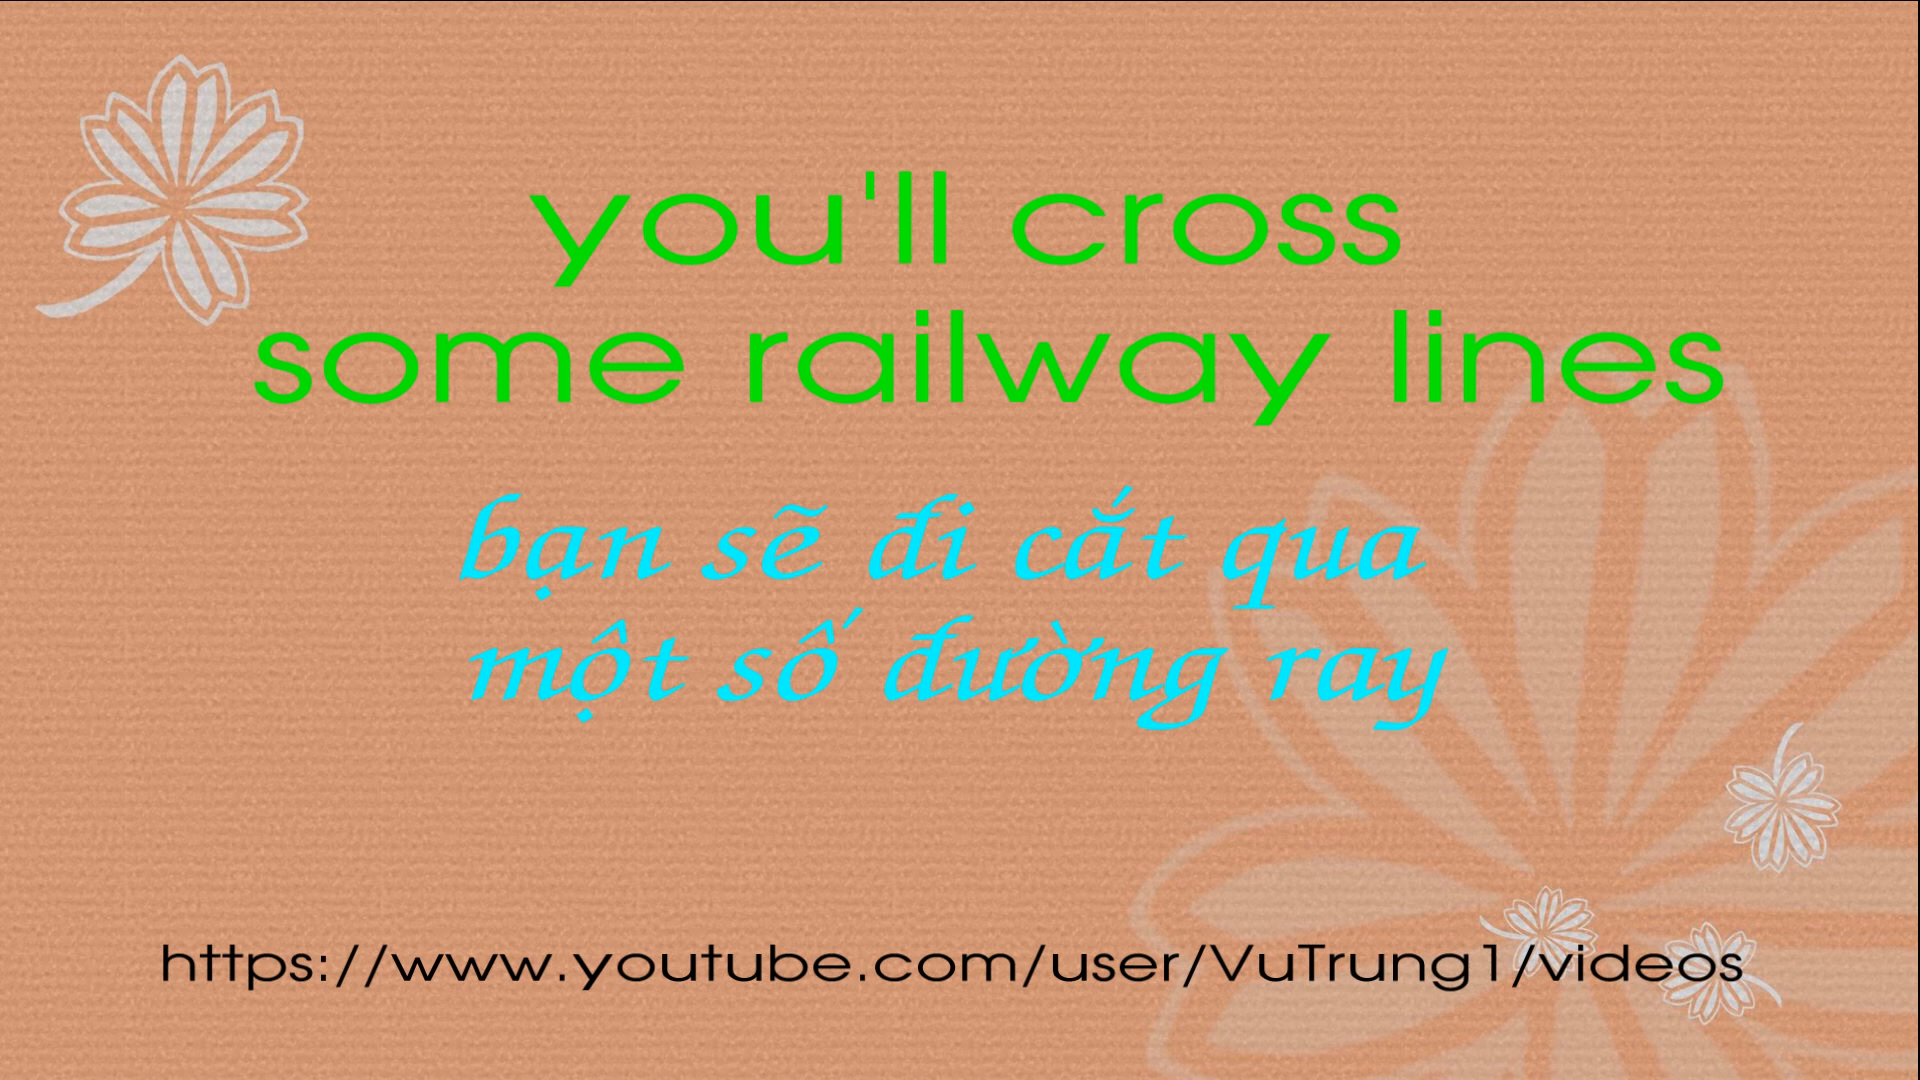 you'll cross
some railway lines
bạn sẽ đi cắt qua
một số đường ray
https://www.youtube.com/user/VuTrung1/videos